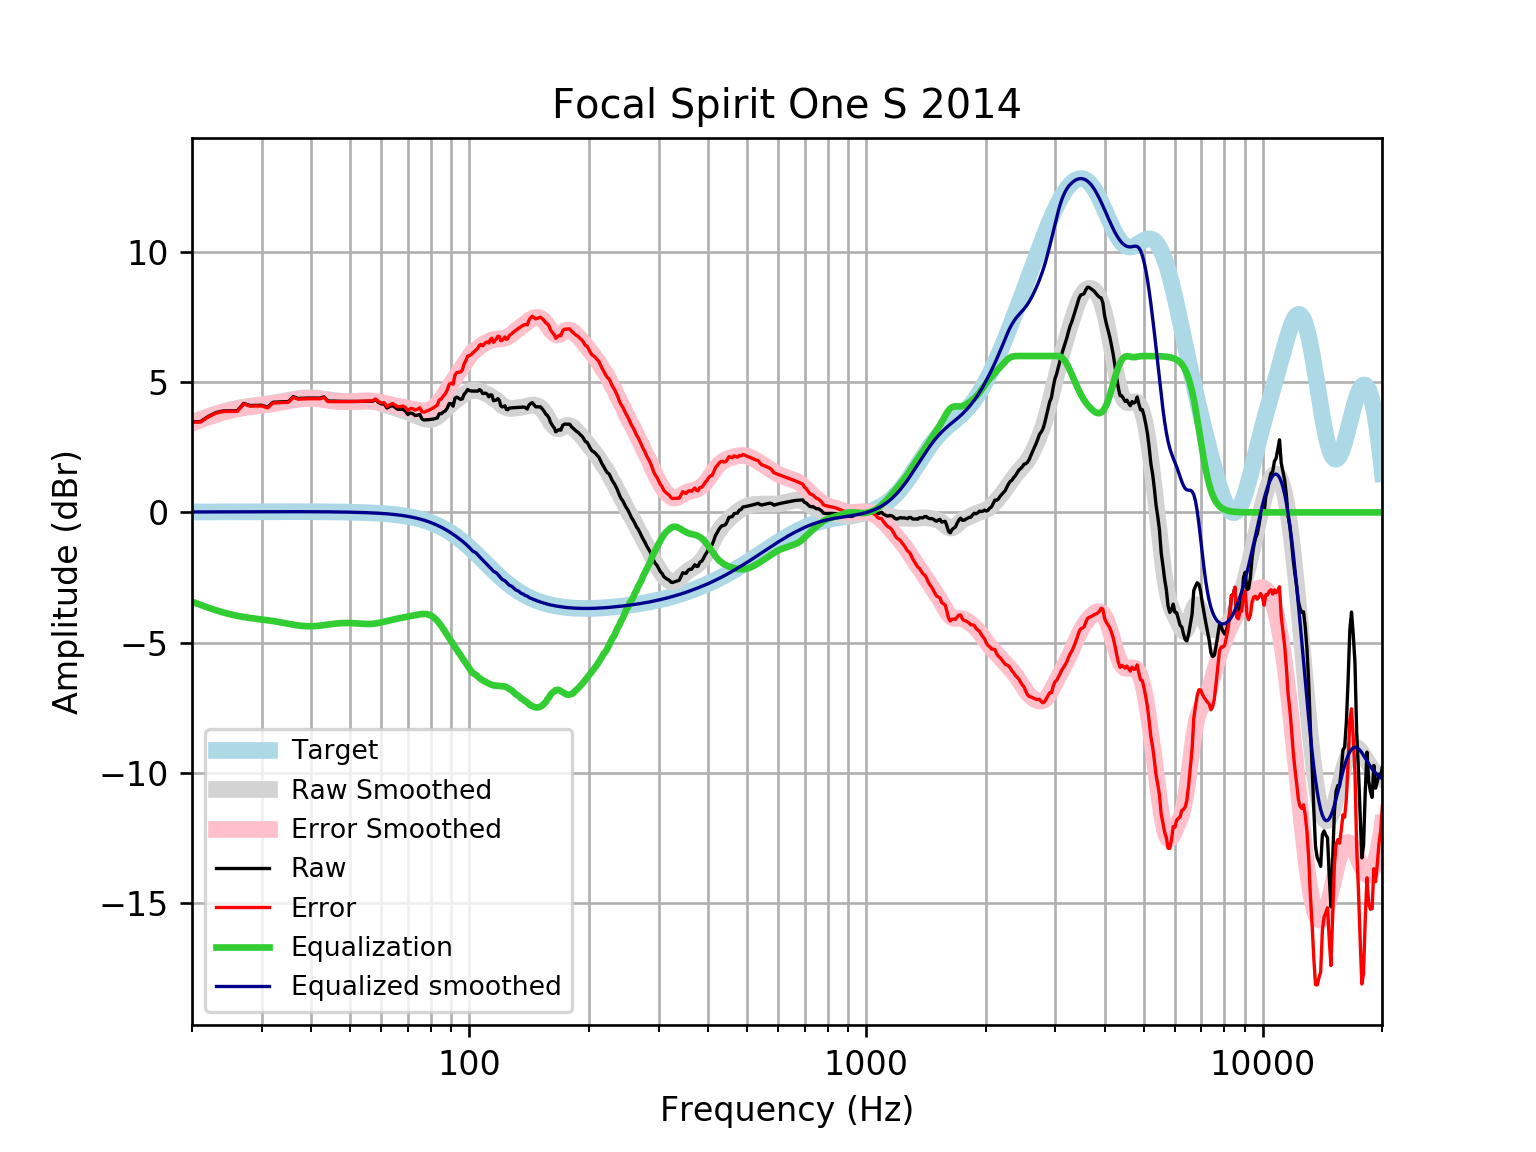 Focal Spirit One S 2014
Amplitude (dBr)
10
5
0
−5
−10
−15
Target
Raw Smoothed
Error Smoothed
Raw
Error
Equalization
Equalized smoothed
100
1000
10000
Frequency (Hz)